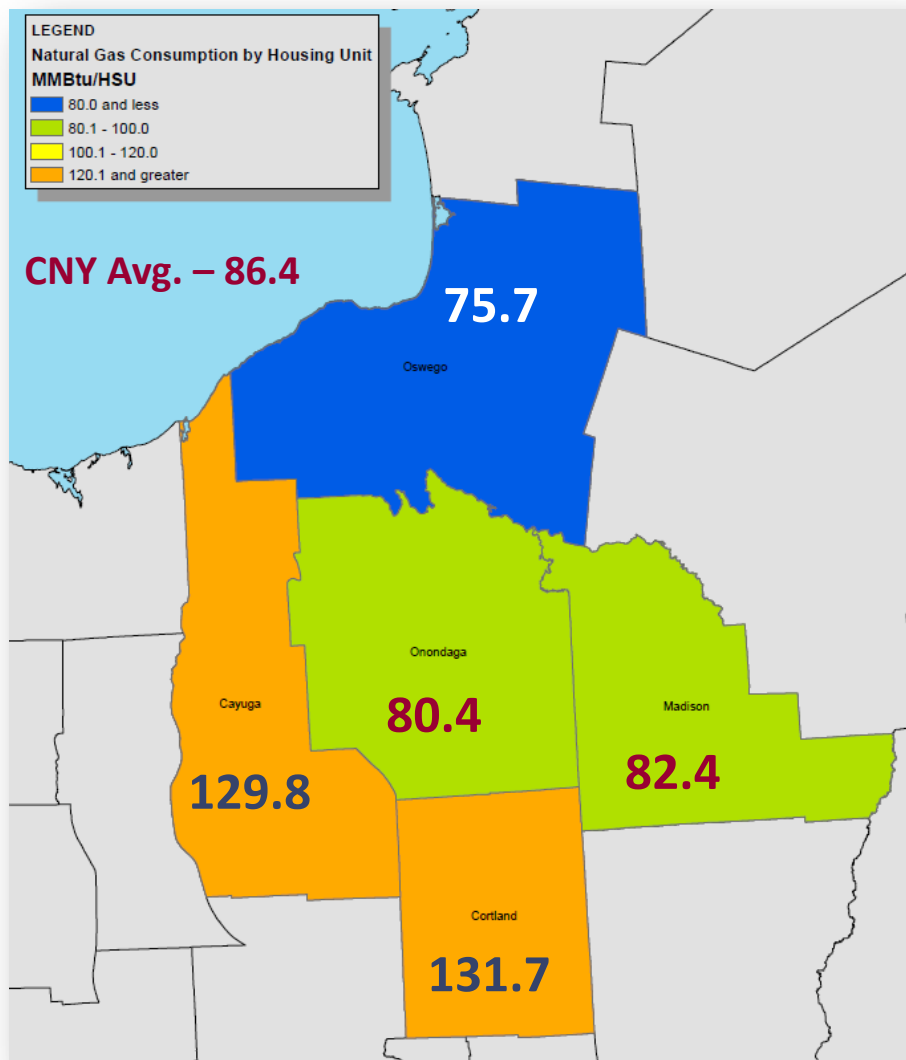 LEGEND
Natural Gas Consumption by Housing Unit
MMBtu/HSU
80.0 and less
80.1 - 100.0
100.1 - 120.0
120.1 and greater
CNY Avg. – 86.4
75.7
Oswego
Onondaga
80.4
Cayuga
129.8
Madison
82.4
Cortland
131.7